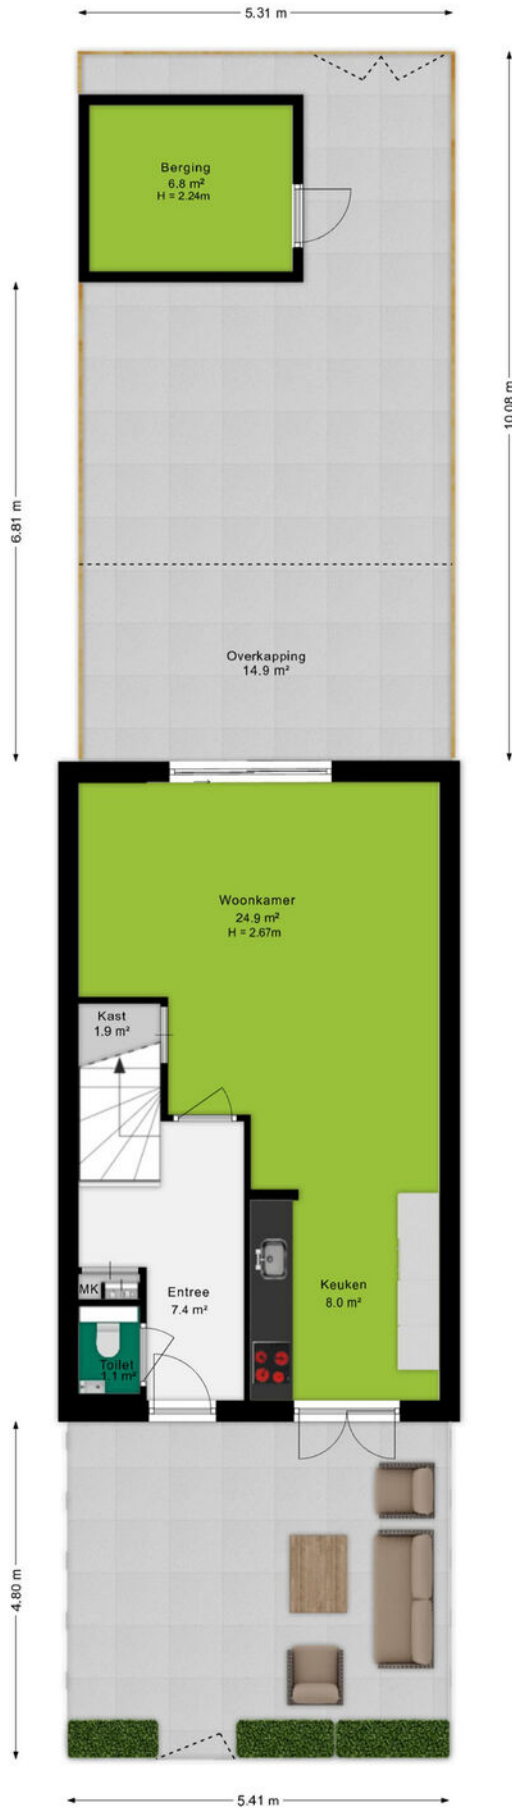 5.31 m
Berging
6.8 m²
H = 2.24m
10.08 m
6.81 m
Overkapping
14.9 m²
Woonkamer
24.9 m²
H = 2.67m
Kast
1.9 m²
MK
Entree
7.4 m²
Keuken
8.0 m²
Toilet
1.1 m²
4.80 m
5.41 m